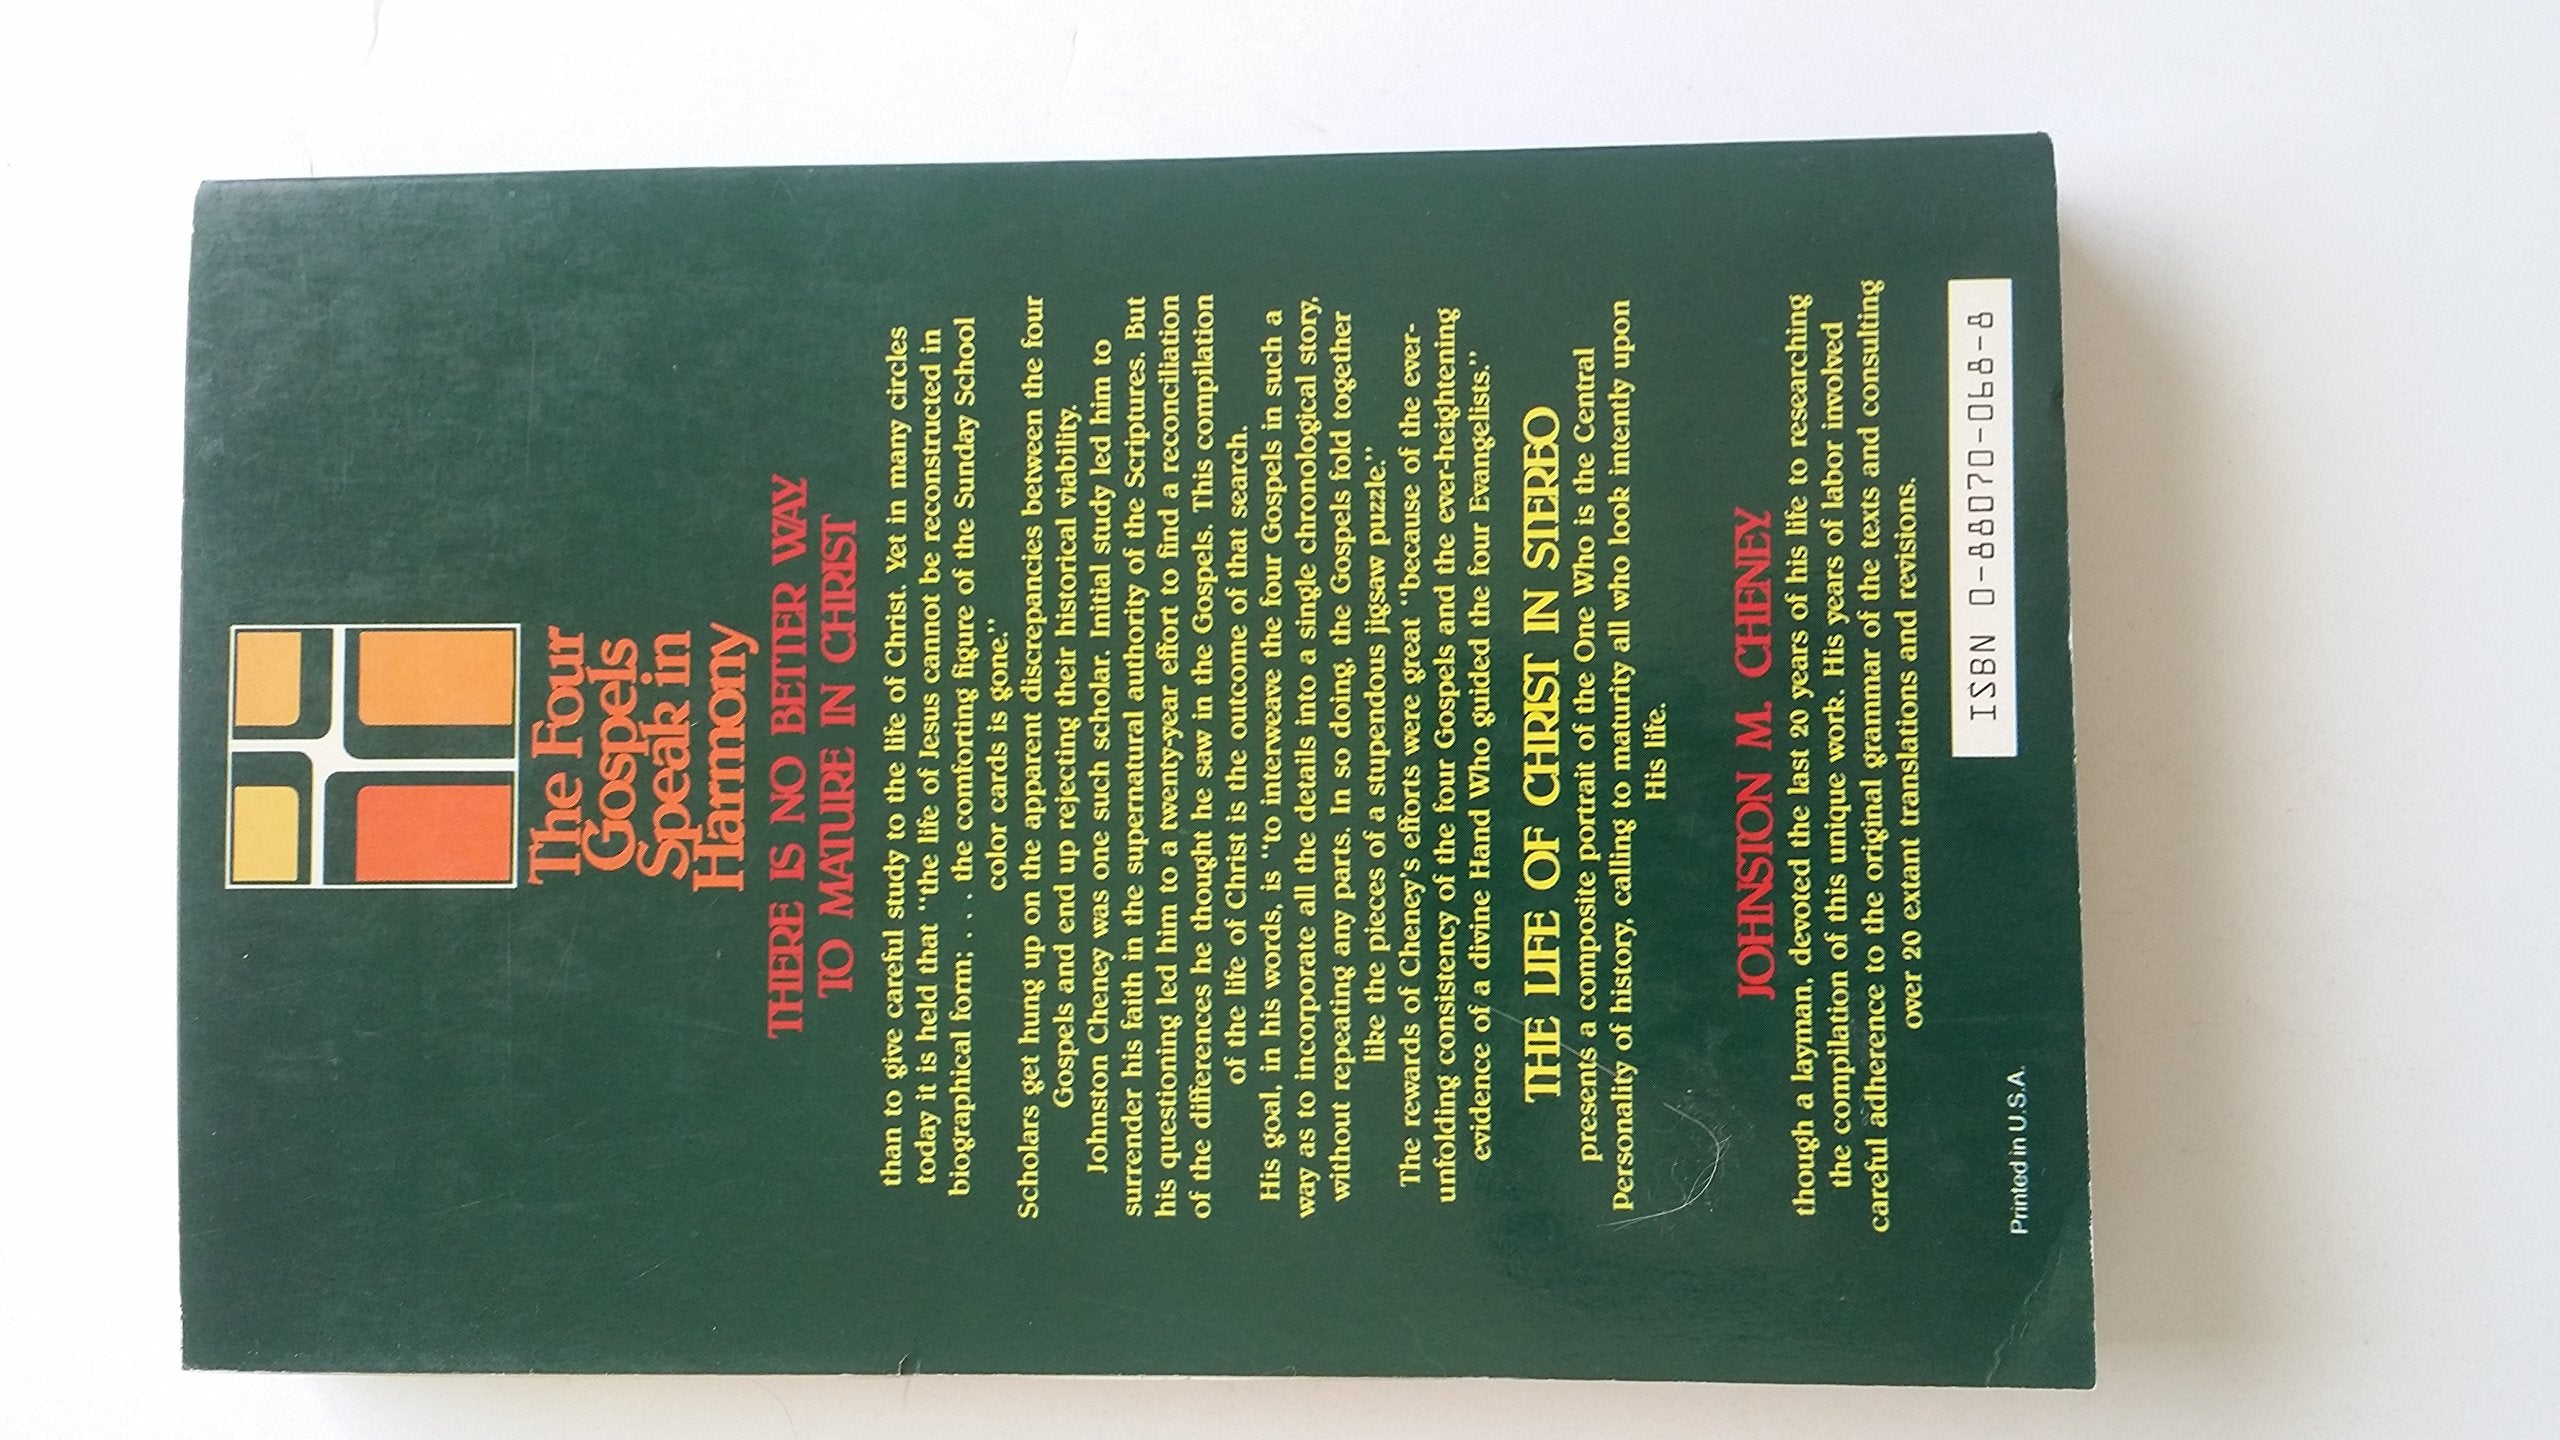 The Four
Gospels
Speak in
Harmony
THERE IS NO BETTER WAY
TO MATURE IN CHRIST
than to give careful study to the life of Christ. Yet in many circles
today it is held that “the life of Jesus cannot be reconstructed in
biographical form; . . . the comforting figure of the Sunday School
color cards is gone.”
Scholars get hung up on the apparent discrepancies between the four
Gospels and end up rejecting their historical viability.
Johnston Cheney was one such scholar. Initial study led him to
surrender his faith in the supernatural authority of the Scriptures. But
his questioning led him to a twenty-year effort to find a reconciliation
of the differences he thought he saw in the Gospels. This compilation
of the life of Christ is the outcome of that search.
His goal, in his words, is “to interweave the four Gospels in such a
way as to incorporate all the details into a single chronological story,
without repeating any parts. In so doing, the Gospels fold together
like the pieces of a stupendous jigsaw puzzle.”
The rewards of Cheney’s efforts were great “because of the ever-
unfolding consistency of the four Gospels and the ever-heightening
evidence of a divine Hand Who guided the four Evangelists.”
THE LIFE OF CHRIST IN STEREO
presents a composite portrait of the One Who is the Central
Personality of history, calling to maturity all who look intently upon
His life.
JOHNSTON M. CHENEY
though a layman, devoted the last 20 years of his life to researching
the compilation of this unique work. His years of labor involved
careful adherence to the original grammar of the texts and consulting
over 20 extant translations and revisions.
Printed in U.S.A.
ISBN 0-88070-068-8